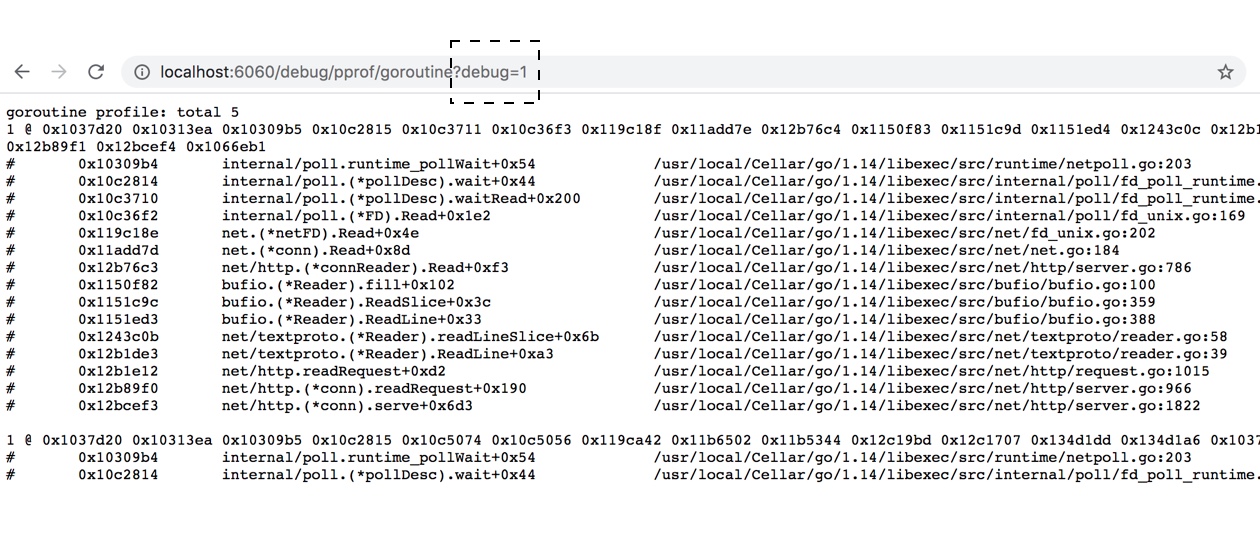 localhost:6060/debug/pprof/goroutine?debug=1
goroutine profile: total 5
1 @ 0x1037d20 0x10313ea 0x10309b5 0x10c2815 0x10c3711 0x10c36f3 0x119c18f 0x11add7e 0x12b76c4 0x1150f83 0x1151c9d 0x1151ed4 0x1243c0c 0x12b1
0x12b89f1 0x12bcef4 0x1066eb1
# 0x10309b4 internal/poll.runtime_pollWait+0x54 /usr/local/Cellar/go/1.14/libexec/src/runtime/netpoll.go:203
# 0x10c2814 internal/poll.(*pollDesc).wait+0x44 /usr/local/Cellar/go/1.14/libexec/src/internal/poll/fd_poll_runtime.
# 0x10c3710 internal/poll.(*pollDesc).waitRead+0x200 /usr/local/Cellar/go/1.14/libexec/src/internal/poll/fd_poll_runtime.
# 0x10c36f2 internal/poll.(*FD).Read+0x1e2 /usr/local/Cellar/go/1.14/libexec/src/internal/poll/fd_unix.go:169
# 0x119c18e net.(*netFD).Read+0x4e /usr/local/Cellar/go/1.14/libexec/src/net/fd_unix.go:202
# 0x11add7d net.(*conn).Read+0x8d /usr/local/Cellar/go/1.14/libexec/src/net/net.go:184
# 0x12b76c3 net/http.(*connReader).Read+0xf3 /usr/local/Cellar/go/1.14/libexec/src/net/http/server.go:786
# 0x1150f82 bufio.(*Reader).fill+0x102 /usr/local/Cellar/go/1.14/libexec/src/bufio/bufio.go:100
# 0x1151c9c bufio.(*Reader).ReadSlice+0x3c /usr/local/Cellar/go/1.14/libexec/src/bufio/bufio.go:359
# 0x1151ed3 bufio.(*Reader).ReadLine+0x33 /usr/local/Cellar/go/1.14/libexec/src/bufio/bufio.go:388
# 0x1243c0b net/textproto.(*Reader).readLineSlice+0x6b /usr/local/Cellar/go/1.14/libexec/src/net/textproto/reader.go:58
# 0x12b1de3 net/textproto.(*Reader).ReadLine+0xa3 /usr/local/Cellar/go/1.14/libexec/src/net/textproto/reader.go:39
# 0x12b1e12 net/http.readRequest+0xd2 /usr/local/Cellar/go/1.14/libexec/src/net/http/request.go:1015
# 0x12b89f0 net/http.(*conn).readRequest+0x190 /usr/local/Cellar/go/1.14/libexec/src/net/http/server.go:966
# 0x12bcef3 net/http.(*conn).serve+0x6d3 /usr/local/Cellar/go/1.14/libexec/src/net/http/server.go:1822
1 @ 0x1037d20 0x10313ea 0x10309b5 0x10c2815 0x10c5074 0x10c5056 0x119ca42 0x11b6502 0x11b5344 0x12c19bd 0x12c1707 0x134d1dd 0x134d1a6 0x1037
# 0x10309b4 internal/poll.runtime_pollWait+0x54 /usr/local/Cellar/go/1.14/libexec/src/runtime/netpoll.go:203
# 0x10c2814 internal/poll.(*pollDesc).wait+0x44 /usr/local/Cellar/go/1.14/libexec/src/internal/poll/fd_poll_runtime.